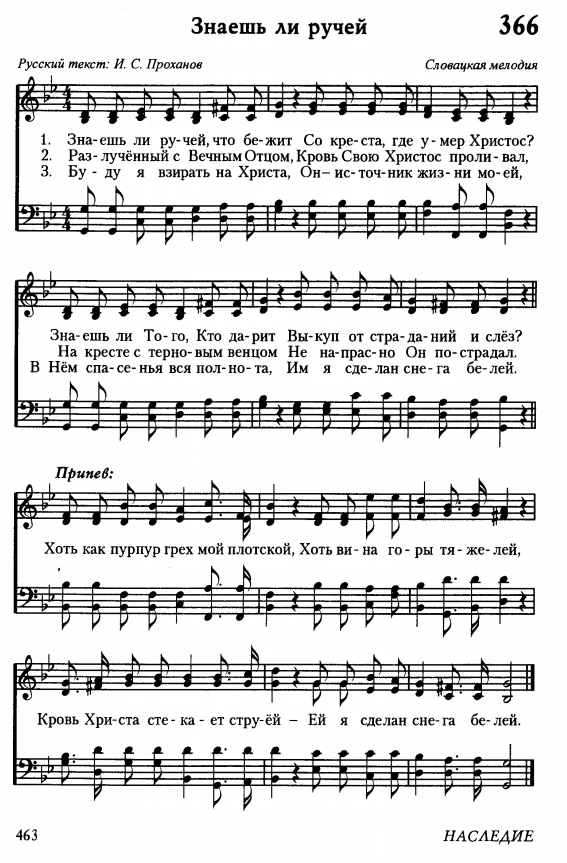 Знаешь ли ручей 366
Русский текст: И. С. Проханов Словацкая мелодия
1. Зна-ешь ли ру-чей, что бе-жит Со кре-ста, где у-мер Христос?
2. Раз-лучённый с Вечным Отцом, Кровь Свою Христос проли-вал,
3. Бу-ду я взирать на Христа, Он–ис-точ-ник жиз-ни мо-ей,
Зна-ешь ли То-го, Кто да-рит Вы-куп от стра-да-ний и слёз?
На кресте с терно-вым венцом Не на-прас-но Он по-страдал.
В Нём спа-се-нья вся пол-но-та, Им я сде-лан сне-га бе-лей.
Припев:
Хоть как пурпур грех мой плотской, Хоть ви-на го-ры тя-же-лей,
Кровь Хри-ста сте-ка-ет стру-ёй – Ей я сделан сне-га бе-лей.
463 НАСЛЕДИЕ